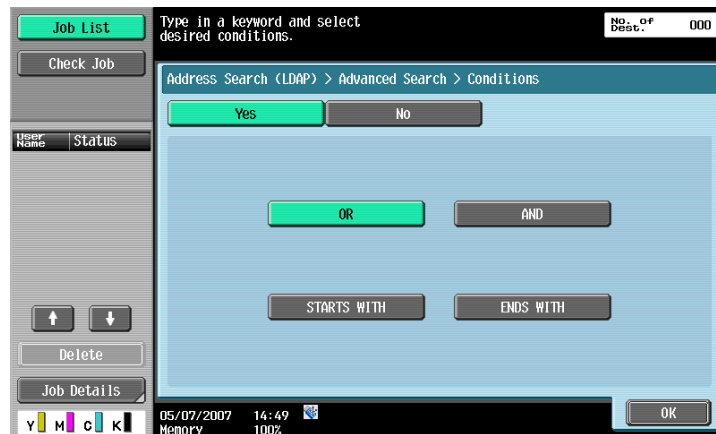 Job List
Check Job
User Name Status
Delete
Job Details
Y M C K
Type in a keyword and select
desired conditions.
No. of Dest. 000
Address Search (LDAP) > Advanced Search > Conditions
Yes No
OR AND
STARTS WITH ENDS WITH
05/07/2007 14:49
Memory 100%
OK